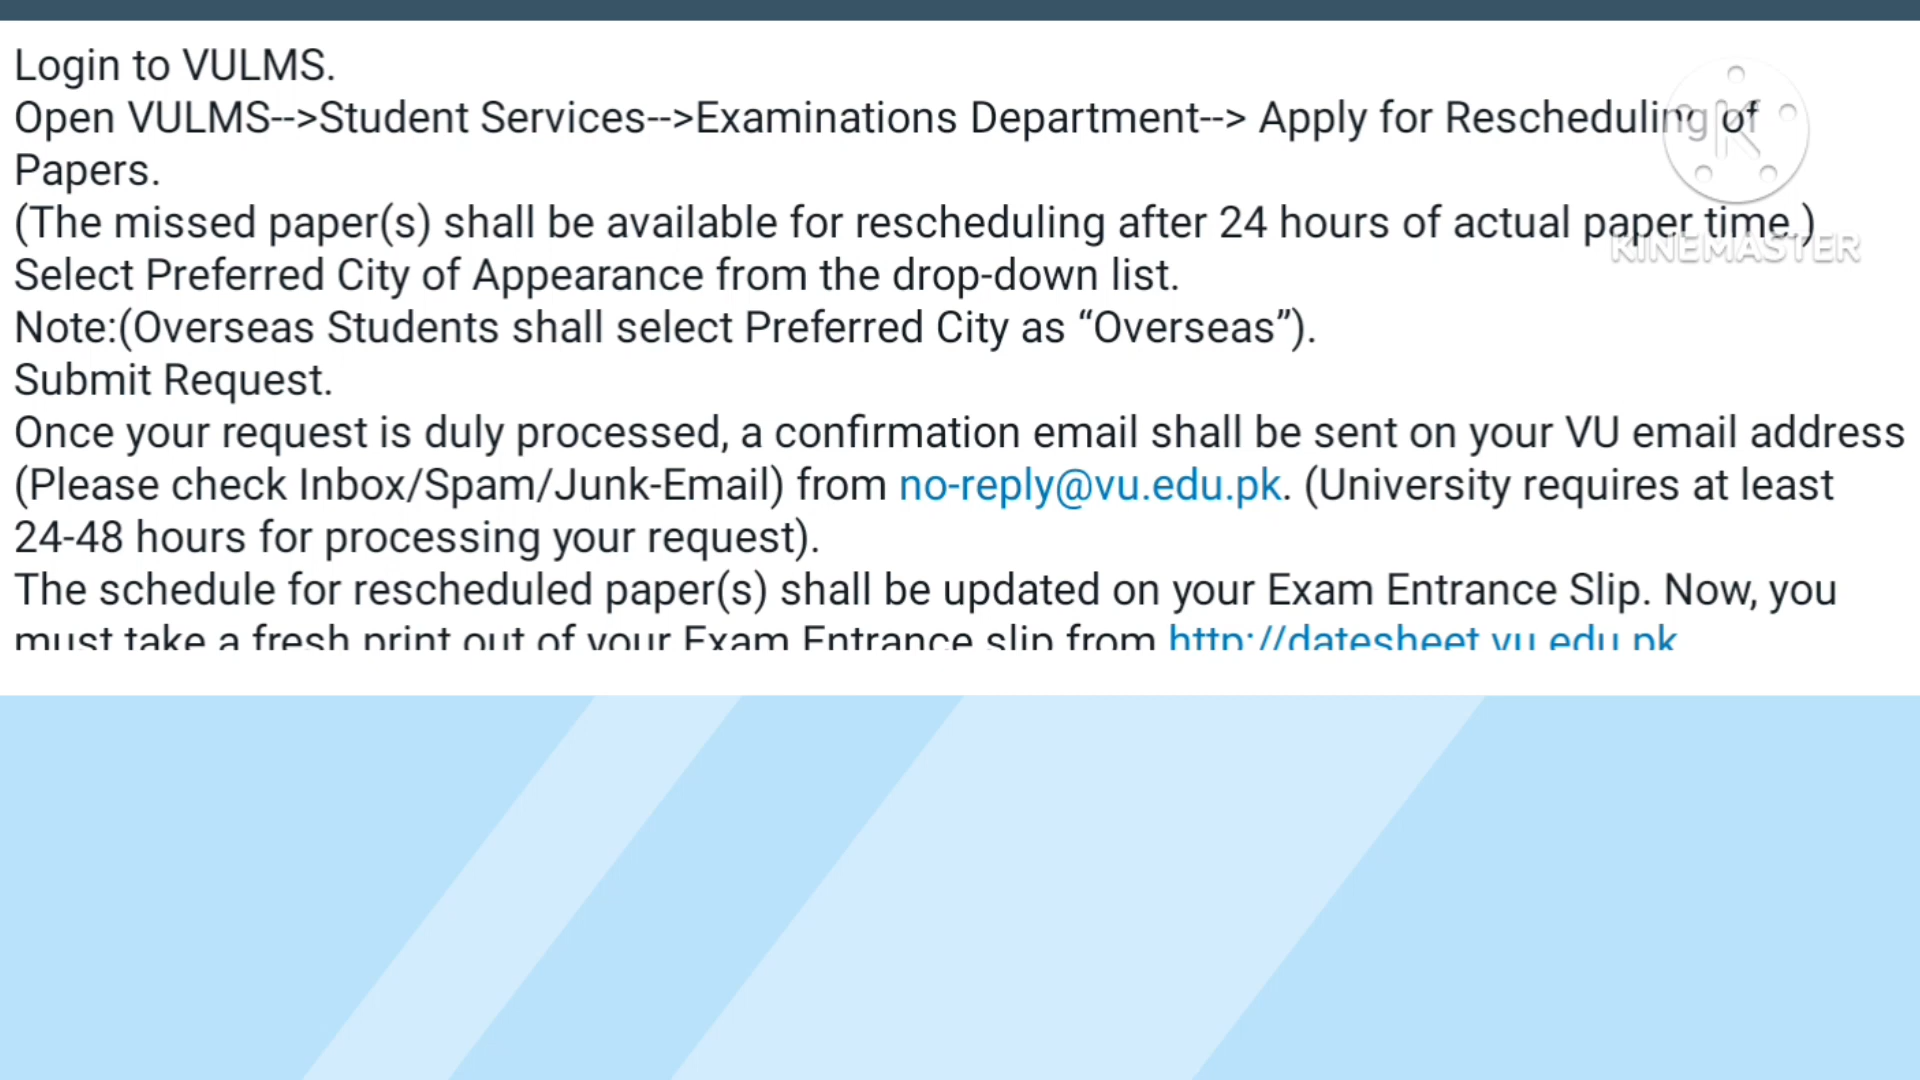 Login to VULMS.
Open VULMS-->Student Services-->Examinations Department--> Apply for Rescheduling of
Papers.
(The missed paper(s) shall be available for rescheduling after 24 hours of actual paper time.)
KINEMASTER
Select Preferred City of Appearance from the drop-down list.
Note:(Overseas Students shall select Preferred City as “Overseas”).
Submit Request.
Once your request is duly processed, a confirmation email shall be sent on your VU email address
(Please check Inbox/Spam/Junk-Email) from no-reply@vu.edu.pk. (University requires at least
24-48 hours for processing your request).
The schedule for rescheduled paper(s) shall be updated on your Exam Entrance Slip. Now, you
must take a fresh print out of your Exam Entrance slip from http://datesheet.vu.edu.pk